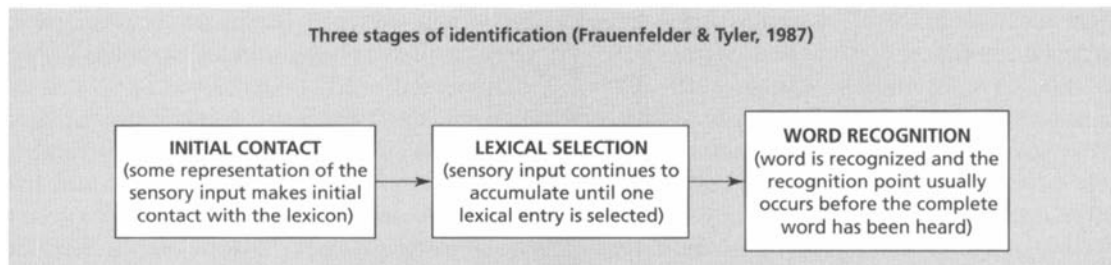 Three stages of identification (Frauenfelder & Tyler, 1987)
INITIAL CONTACT
(some representation of the
sensory input makes initial
contact with the lexicon)
LEXICAL SELECTION
(sensory input continues to
accumulate until one
lexical entry is selected)
WORD RECOGNITION
(word is recognized and the
recognition point usually
occurs before the complete
word has been heard)